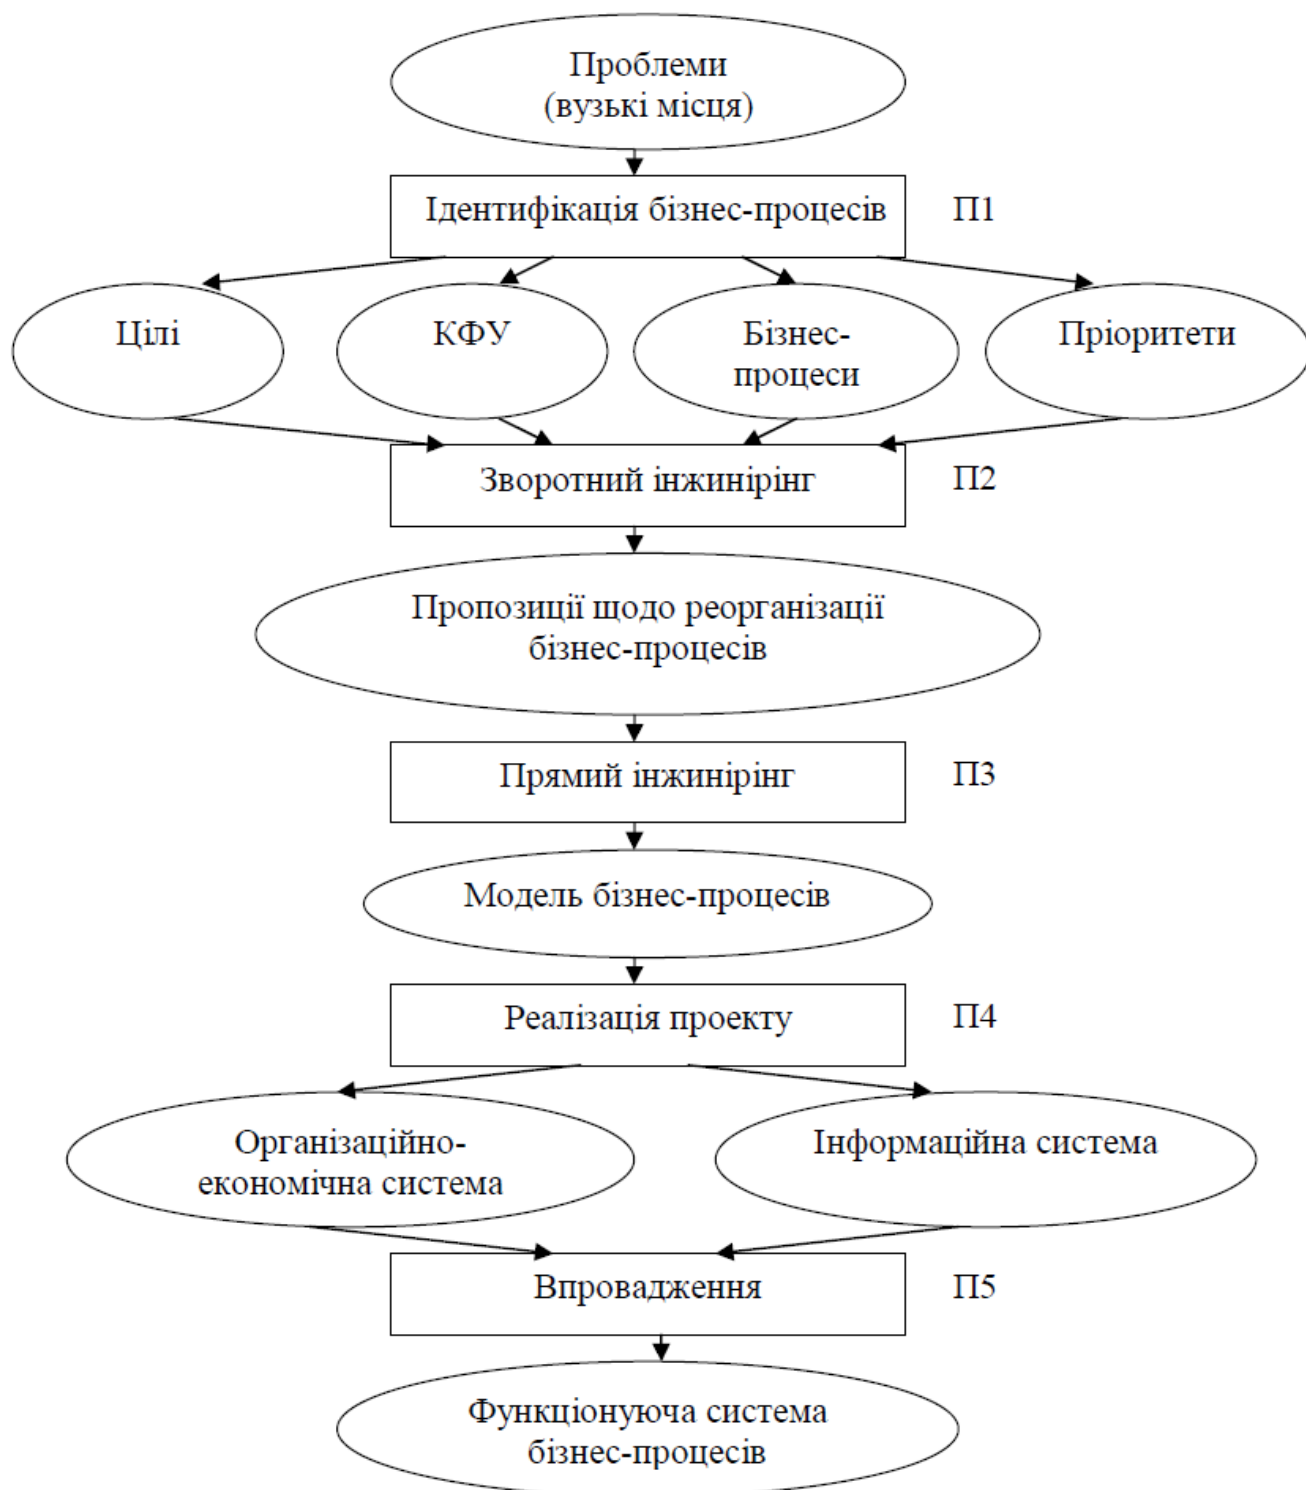 Проблеми
(вузькі місця)
Ідентифікація бізнес-процесів
П1
Цілі
КФУ
Бізнес-
процеси
Пріоритети
Зворотний інжинірінг
П2
Пропозиції щодо реорганізації
бізнес-процесів
Прямий інжинірінг
П3
Модель бізнес-процесів
Реалізація проекту
П4
Організаційно-
економічна система
Інформаційна система
Впровадження
П5
Функціонуюча система
бізнес-процесів